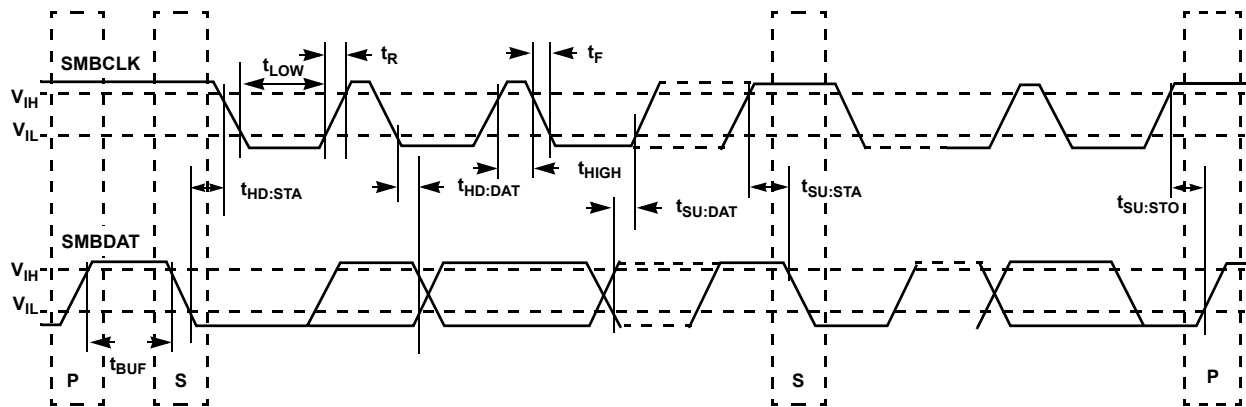 SMBCLK
tLOW
tR
tF
VIH
VIL
tHD:STA
tHD:DAT
tHIGH
tSU:DAT
tSU:STA
tSU:STO
SMBDAT
VIH
VIL
tBUF
P
S
S
P